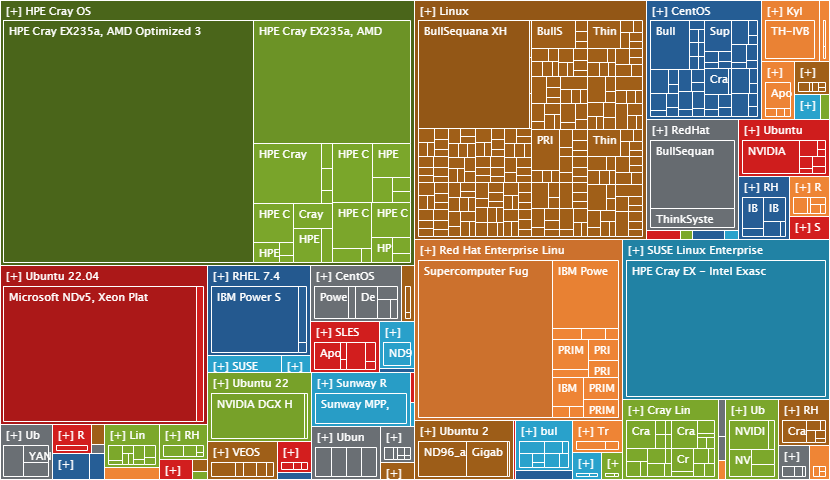 [+] HPE Cray OS
HPE Cray EX235a, AMD Optimized 3
HPE Cray EX235a, AMD
HPE Cray
HPE C
HPE
HPE C
Cray
HPE C
HPE C
HPE
HPE
HP
[+] Linux
BullSequana XH
BullS
Thin
PRI
Thin
[+] CentOS
Bull
Sup
Cra
[+] Kyl
TH-IVB
[+]
Apo
[+]
[+]
[+] RedHat
BullSequan
ThinkSyste
[+] Ubuntu
NVIDIA
[+] RH
IB
IB
[+] R
[+] S
[+] Ubuntu 22.04
Microsoft NDv5, Xeon Plat
[+] RHEL 7.4
IBM Power S
[+] SUSE
[+]
[+] CentOS
Powe
De
[+] SLES
Apo
[+]
ND9
[+] Ubuntu 22
NVIDIA DGX H
[+] Sunway R
Sunway MPP,
[+] Red Hat Enterprise Linu
Supercomputer Fug
IBM Powe
PRIM
PRI
PRI
IBM
PRIM
PRIM
[+] SUSE Linux Enterprise
HPE Cray EX - Intel Exasc
[+] Ub
YAN
[+] R
[+]
[+] Lin
[+] RH
[+]
[+] VEOS
[+]
[+] Ubun
[+]
[+]
[+] Ubuntu 2
ND96_a
Gigab
[+] bul
[+] Tr
[+]
[+]
[+] Cray Lin
Cra
Cra
Cr
[+] Ub
NVIDI
NV
[+] RH
Cra
[+]